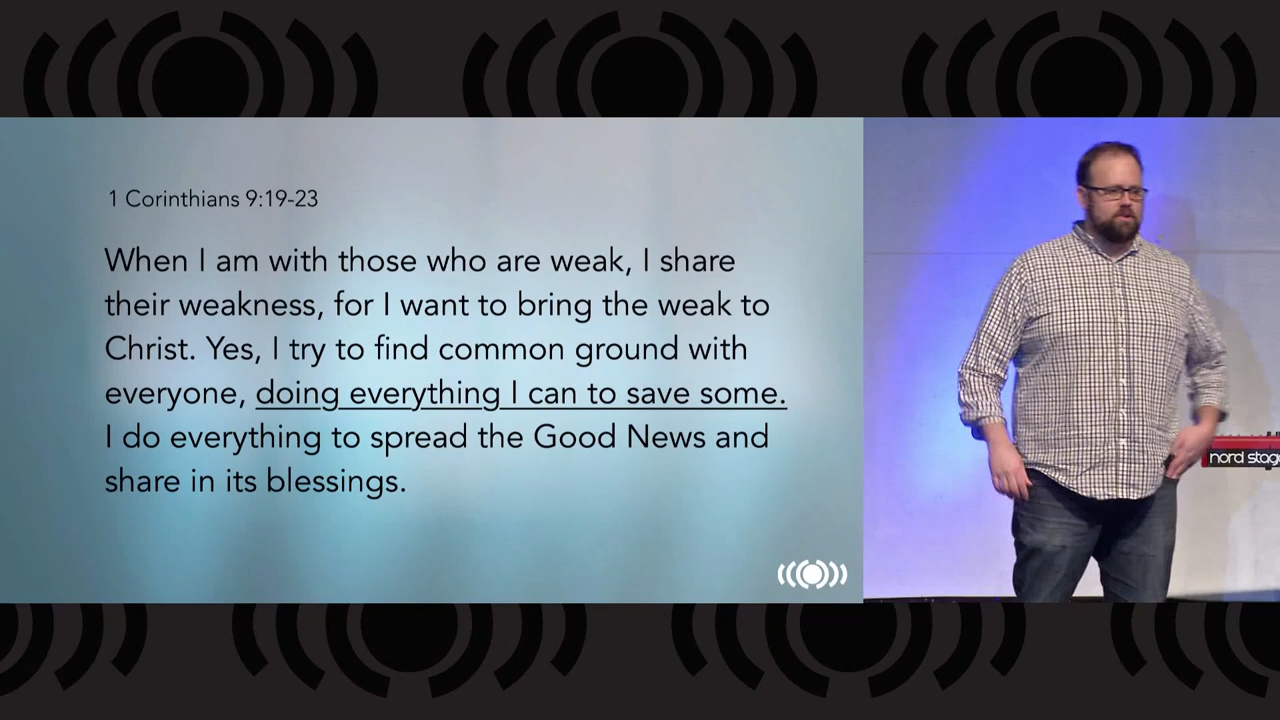 1 Corinthians 9:19-23
When I am with those who are weak, I share
their weakness, for I want to bring the weak to
Christ. Yes, I try to find common ground with
everyone, doing everything I can to save some.
I do everything to spread the Good News and
share in its blessings.
nord stag